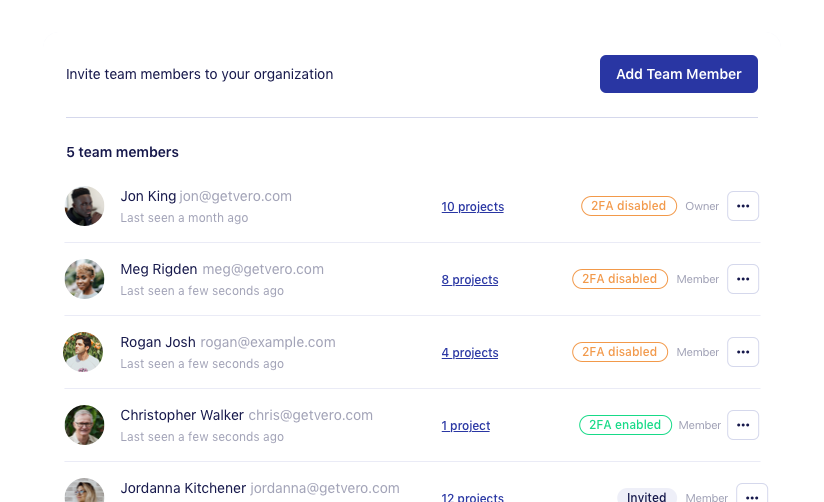 Invite team members to your organization
Add Team Member
5 team members
Jon King jon@getvero.com
Last seen a month ago
10 projects
2FA disabled
Owner
Meg Rigden meg@getvero.com
Last seen a few seconds ago
8 projects
2FA disabled
Member
Rogan Josh rogan@example.com
Last seen a few seconds ago
4 projects
2FA disabled
Member
Christopher Walker chris@getvero.com
Last seen a few seconds ago
1 project
2FA enabled
Member
Jordanna Kitchener jordanna@getvero.com
12 projects
Invited
Member